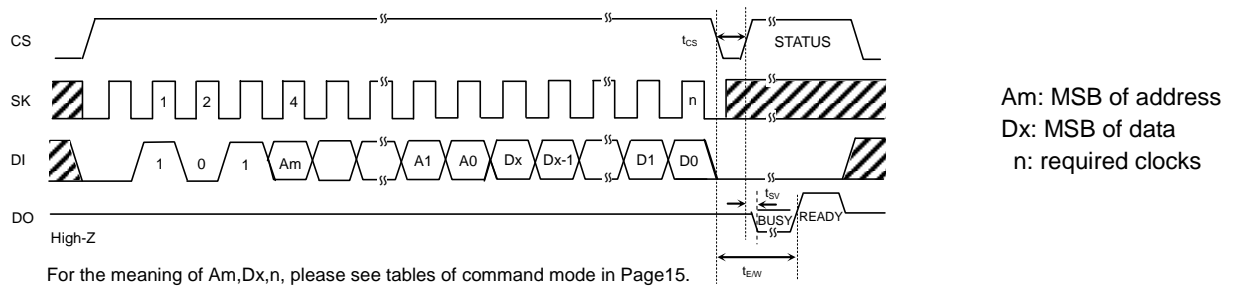 CS
tCS
STATUS
SK
1 2 4 n
DI
1 0 1 Am A1 A0 Dx Dx-1 D1 D0
tSV
DO
BUSY READY
High-Z
tE/W
For the meaning of Am,Dx,n, please see tables of command mode in Page15.
Am: MSB of address
Dx: MSB of data
n: required clocks